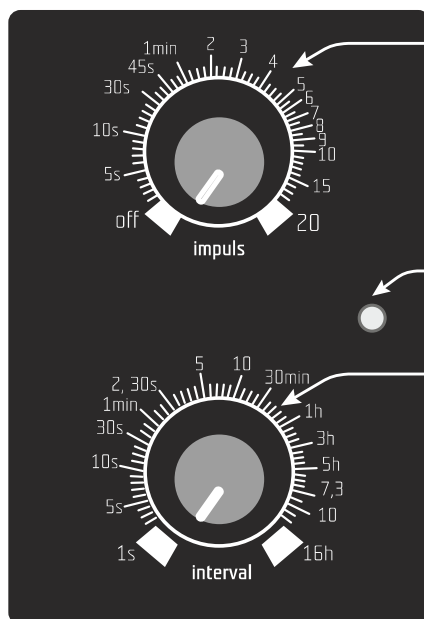 off
5s
10s
30s
45s
1min
2
3
4
5
6
7
8
9
10
15
20
impuls
1s
5s
10s
30s
1min
2, 30s
5
10
30min
1h
3h
5h
7,3
10
16h
interval